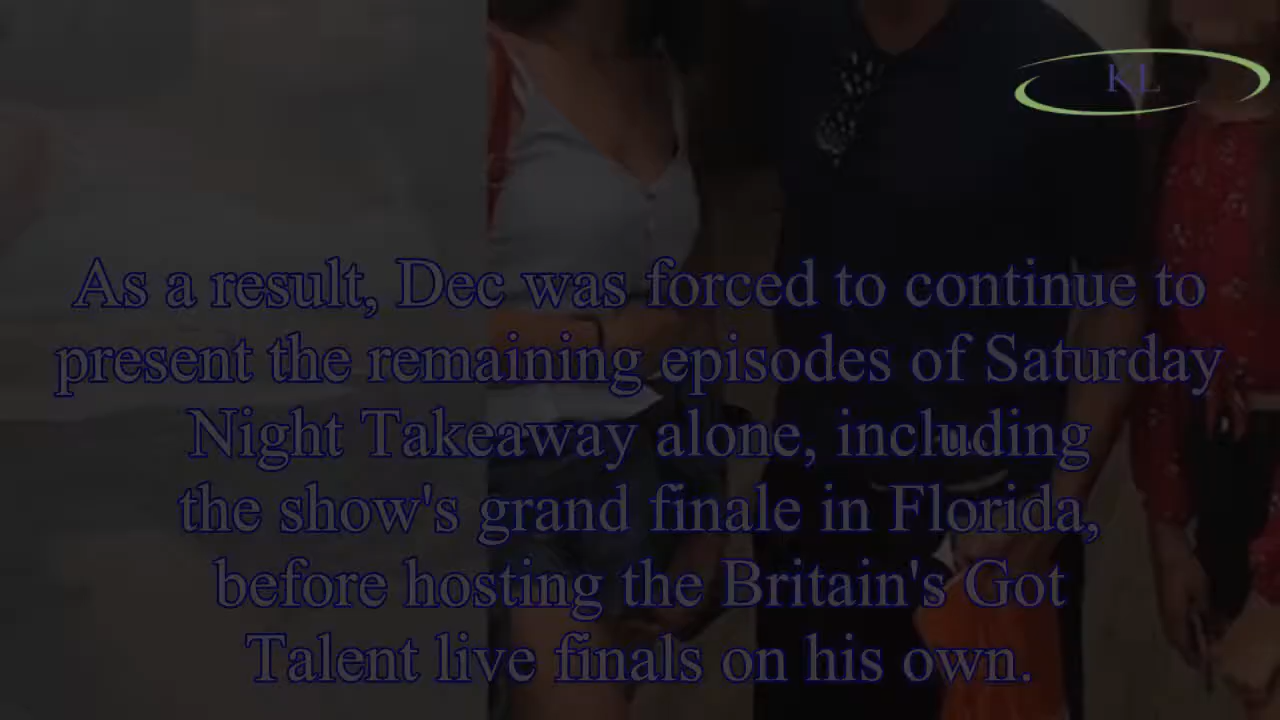 KL
As a result, Dec was forced to continue to
present the remaining episodes of Saturday
Night Takeaway alone, including
the show's grand finale in Florida,
before hosting the Britain's Got
Talent live finals on his own.